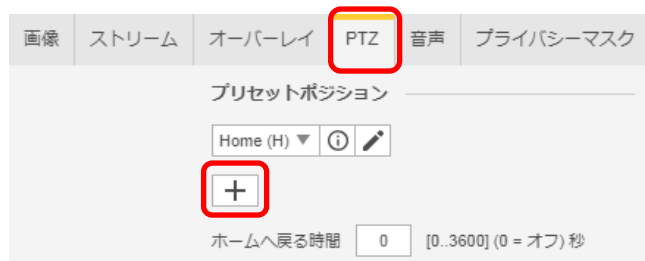 画像 ストリーム オーバーレイ PTZ 音声 プライバシーマスク
プリセットポジション
Home (H)
ホームへ戻る時間 0 [0..3600] (0 = オフ) 秒